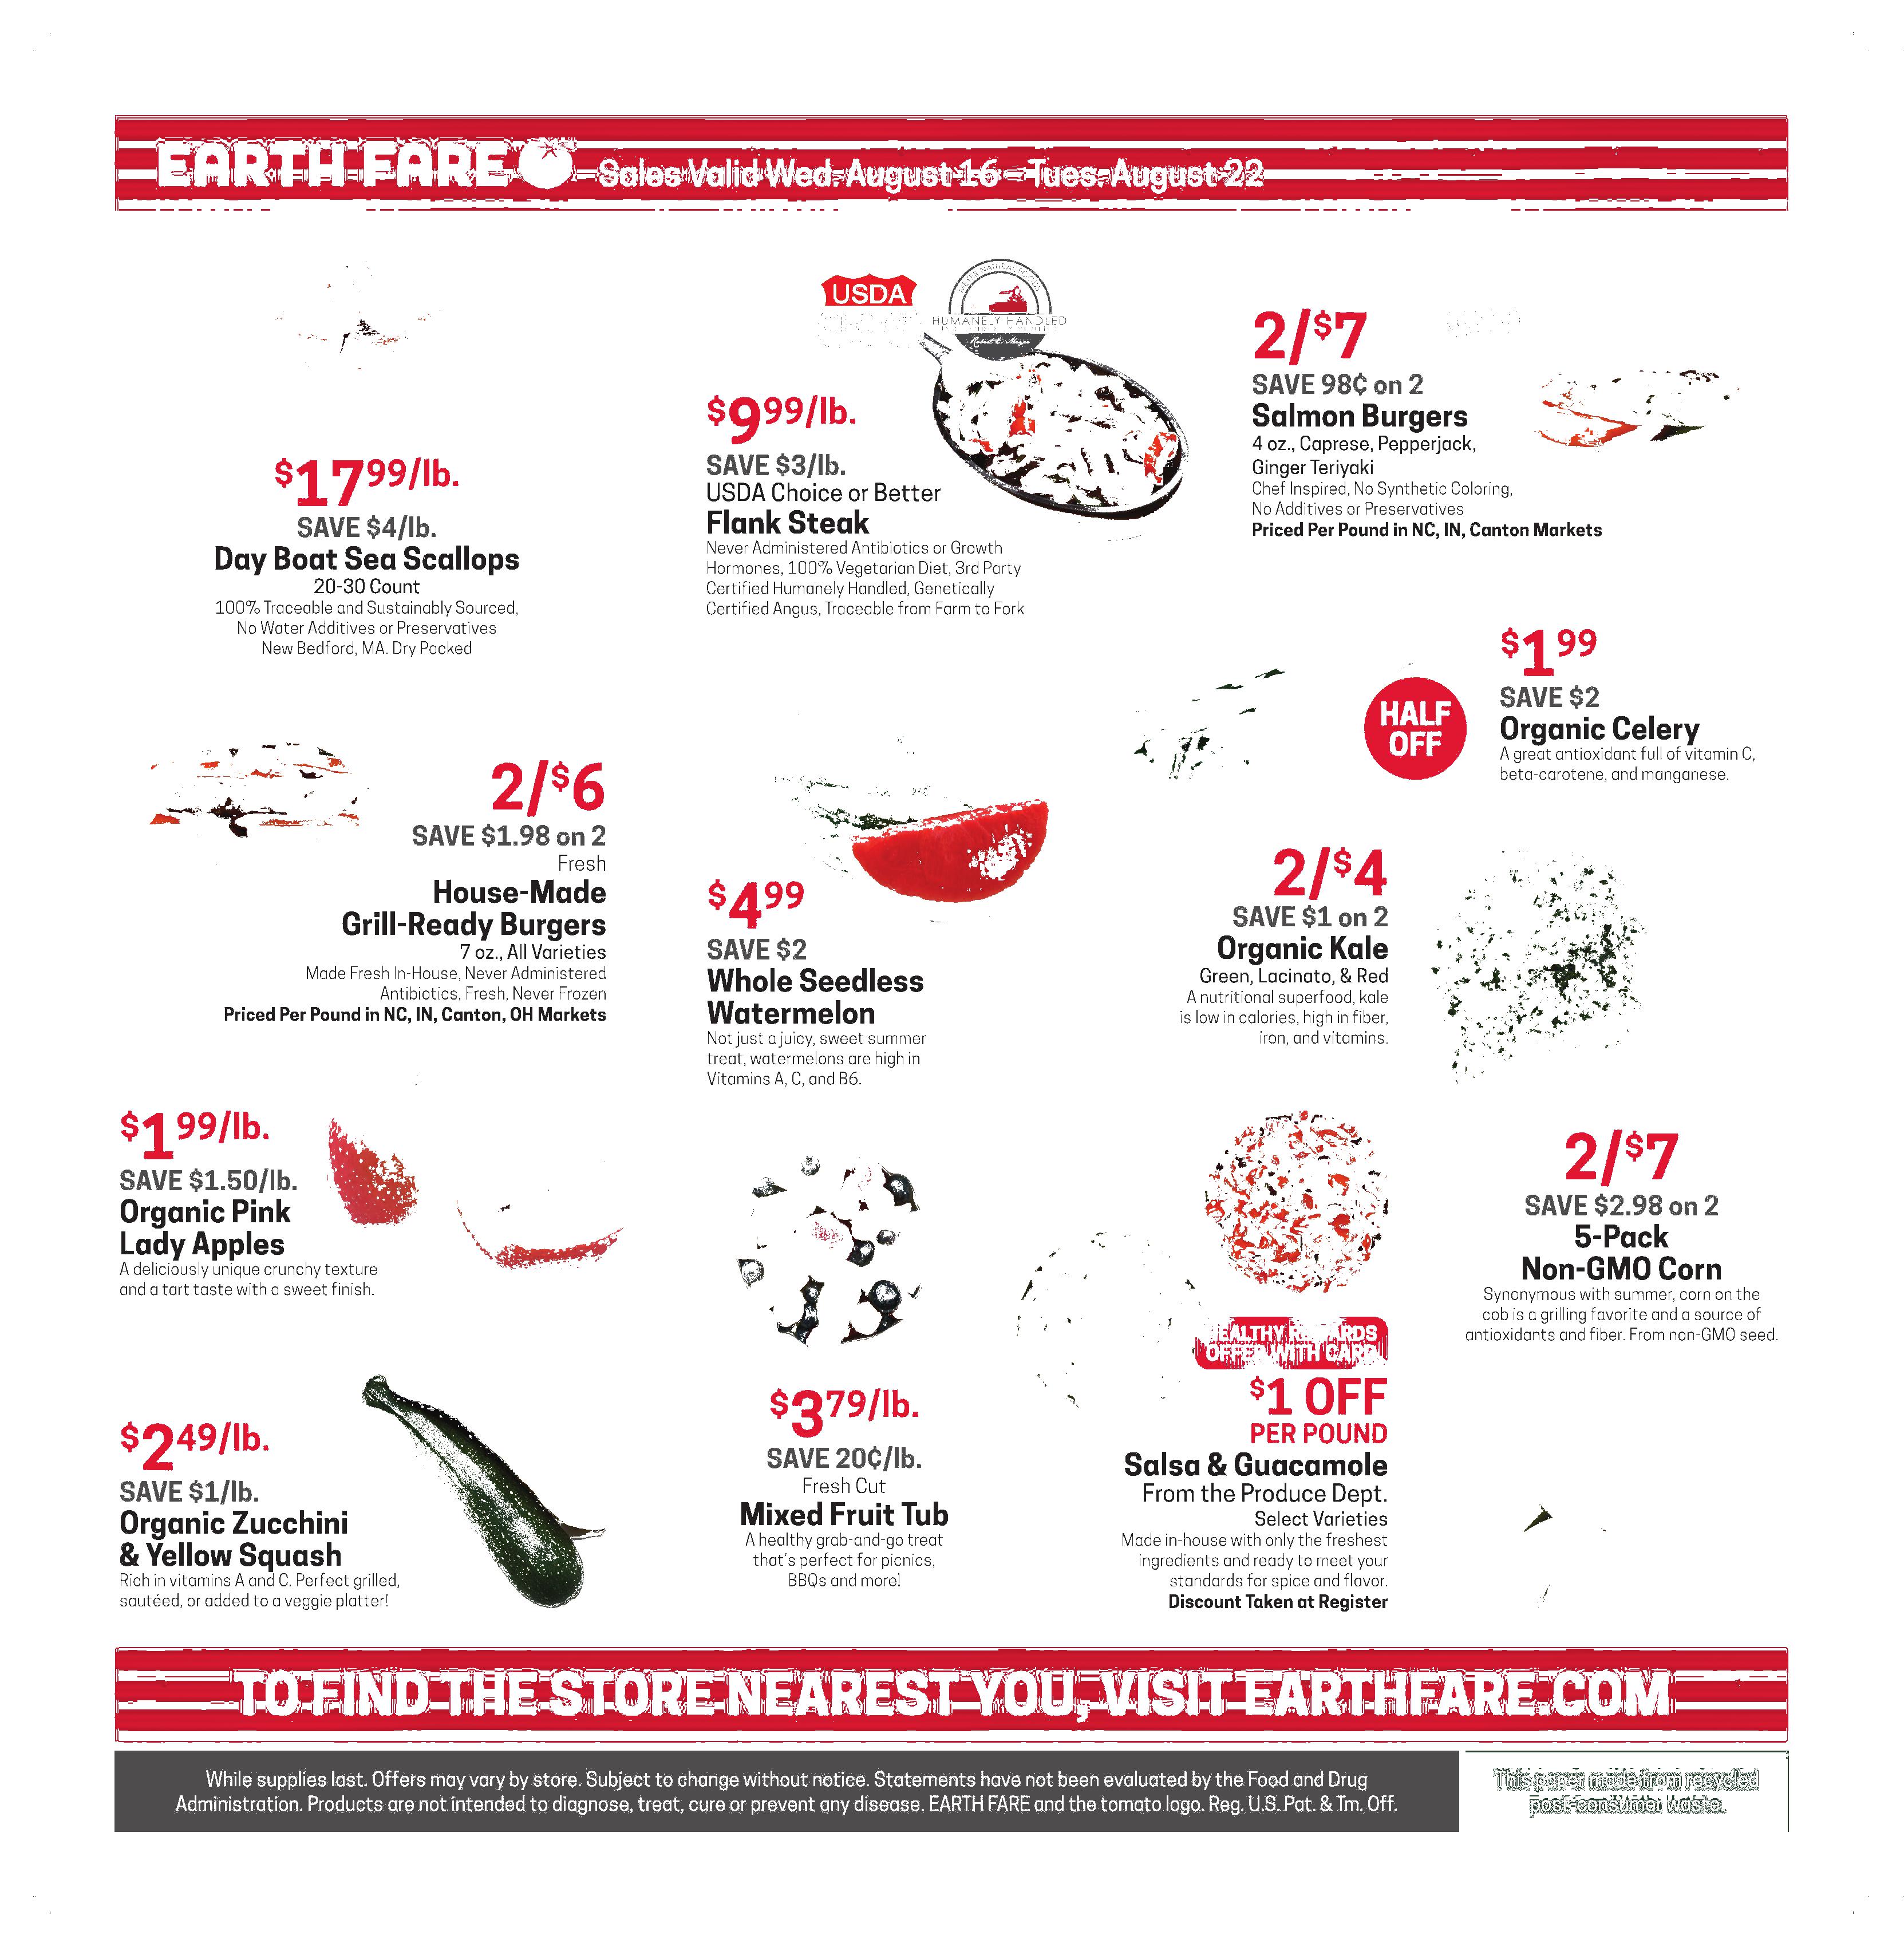 EARTH FARE Sales Valid Wed. August 16 – Tues. August 22
USDA
MEYER NATURAL FOODS
HUMANELY HANDLED
$17 99/lb.
SAVE $4/lb.
Day Boat Sea Scallops
20-30 Count
100% Traceable and Sustainably Sourced,
No Water Additives or Preservatives
New Bedford, MA. Dry Packed
$9 99/lb.
SAVE $3/lb.
USDA Choice or Better
Flank Steak
Never Administered Antibiotics or Growth
Hormones, 100% Vegetarian Diet, 3rd Party
Certified Humanely Handled, Genetically
Certified Angus, Traceable from Farm to Fork
2/$7
SAVE 98¢ on 2
Salmon Burgers
4 oz., Caprese, Pepperjack,
Ginger Teriyaki
Chef Inspired, No Synthetic Coloring,
No Additives or Preservatives
Priced Per Pound in NC, IN, Canton Markets
HALF
OFF
$1 99
SAVE $2
Organic Celery
A great antioxidant full of vitamin C,
beta-carotene, and manganese.
2/$6
SAVE $1.98 on 2
Fresh
House-Made
Grill-Ready Burgers
7 oz., All Varieties
Made Fresh In-House, Never Administered
Antibiotics, Fresh, Never Frozen
Priced Per Pound in NC, IN, Canton, OH Markets
$4 99
SAVE $2
Whole Seedless
Watermelon
Not just a juicy, sweet summer
treat, watermelons are high in
Vitamins A, C, and B6.
2/$4
SAVE $1 on 2
Organic Kale
Green, Lacinato, & Red
A nutritional superfood, kale
is low in calories, high in fiber,
iron, and vitamins.
$1 99/lb.
SAVE $1.50/lb.
Organic Pink
Lady Apples
A deliciously unique crunchy texture
and a tart taste with a sweet finish.
2/$7
SAVE $2.98 on 2
5-Pack
Non-GMO Corn
Synonymous with summer, corn on the
cob is a grilling favorite and a source of
antioxidants and fiber. From non-GMO seed.
$2 49/lb.
SAVE $1/lb.
Organic Zucchini
& Yellow Squash
Rich in vitamins A and C. Perfect grilled,
sautéed, or added to a veggie platter!
$3 79/lb.
SAVE 20¢/lb.
Fresh Cut
Mixed Fruit Tub
A healthy grab-and-go treat
that's perfect for picnics,
BBQs and more!
HEALTHY REWARDS
OFFER WITH CARD
$1 OFF
PER POUND
Salsa & Guacamole
From the Produce Dept.
Select Varieties
Made in-house with only the freshest
ingredients and ready to meet your
standards for spice and flavor.
Discount Taken at Register
TO FIND THE STORE NEAREST YOU, VISIT EARTHFARE.COM
While supplies last. Offers may vary by store. Subject to change without notice. Statements have not been evaluated by the Food and Drug
Administration. Products are not intended to diagnose, treat, cure or prevent any disease. EARTH FARE and the tomato logo. Reg. U.S. Pat. & Tm. Off.
This paper made from recycled
post-consumer waste.